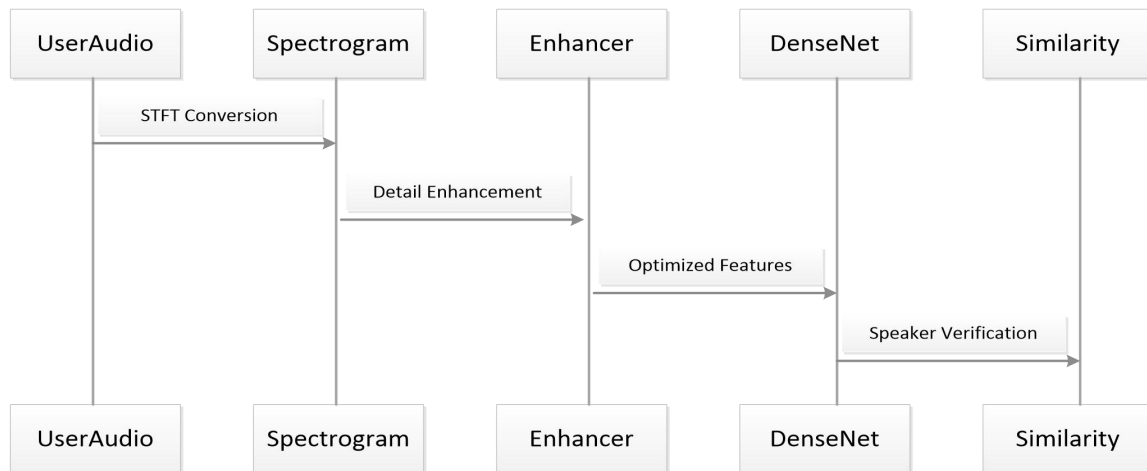 UserAudio Spectrogram Enhancer DenseNet Similarity
STFT Conversion
Detail Enhancement
Optimized Features
Speaker Verification
UserAudio Spectrogram Enhancer DenseNet Similarity